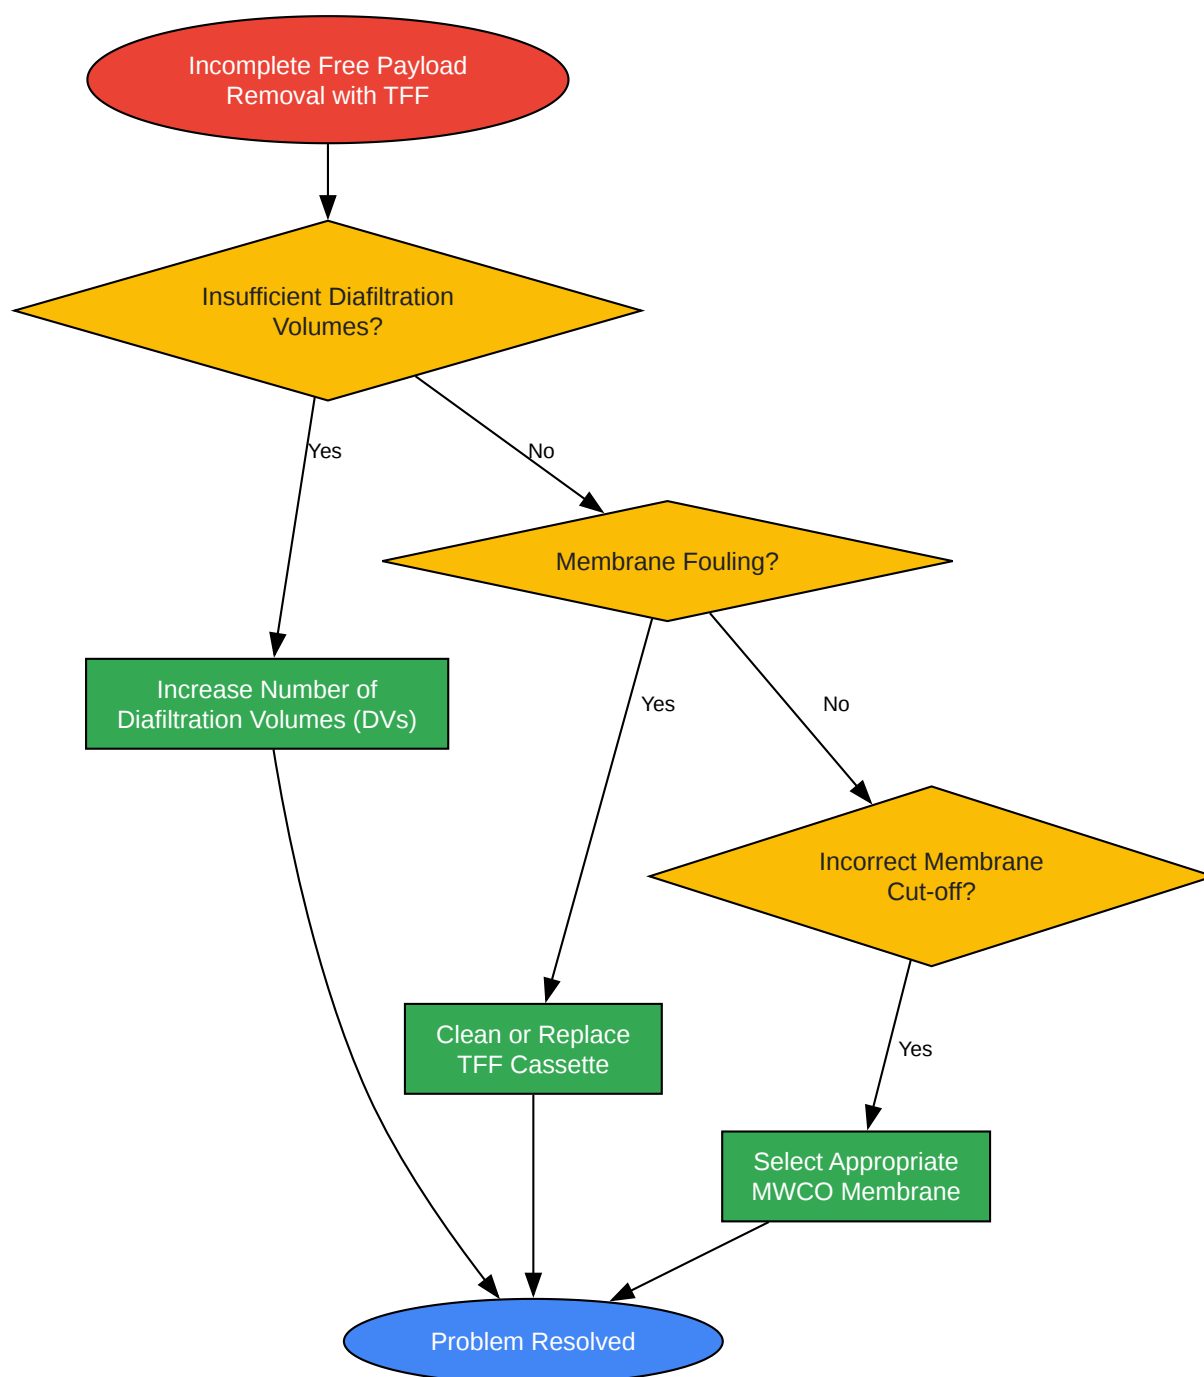 Incomplete Free Payload
Removal with TFF
Insufficient Diafiltration
Volumes?
Yes
No
Membrane Fouling?
Increase Number of
Diafiltration Volumes (DVs)
Yes
No
Incorrect Membrane
Cut-off?
Clean or Replace
TFF Cassette
Yes
Select Appropriate
MWCO Membrane
Problem Resolved